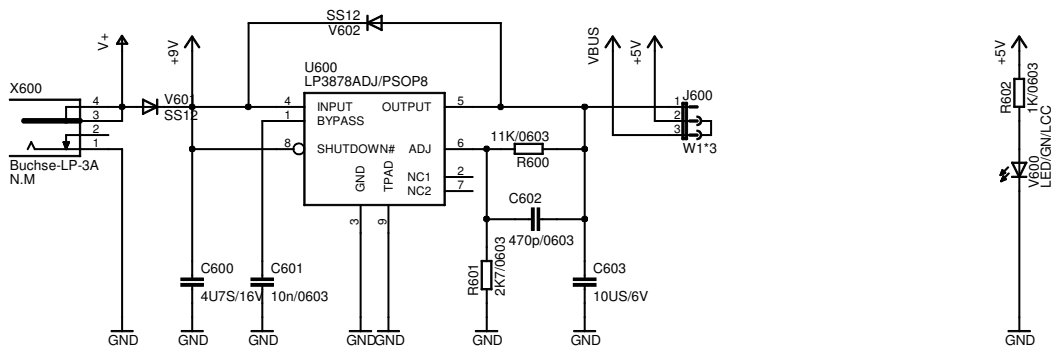 SS12
V602
V+
+9V
VBUS
+5V
+5V
X600
U600
LP3878ADJ/PSOP8
4
3
2
1
V601
SS12
4 INPUT OUTPUT 5
1 BYPASS
8 SHUTDOWN# ADJ 6
GND
TPAD
NC1 2
NC2 7
3
9
11K/0603
R600
J600
1
2
3
W1*3
R602
1K/0603
V600
LED/GN/LCC
Buchse-LP-3A
N.M
C602
470p/0603
C600
4U7S/16V
C601
10n/0603
R601
2K7/0603
C603
10US/6V
GND
GND
GND
GND
GND
GND
GND
GND